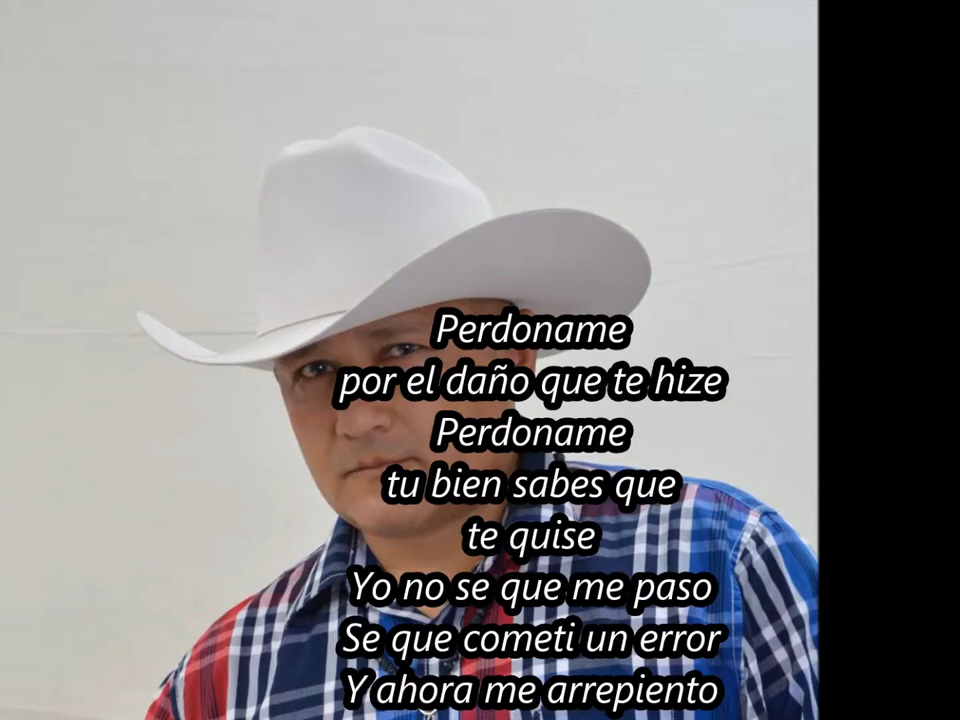 Perdoname
por el daño que te hize
Perdoname
tu bien sabes que
te quise
Yo no se que me paso
Se que cometi un error
Y ahora me arrepiento